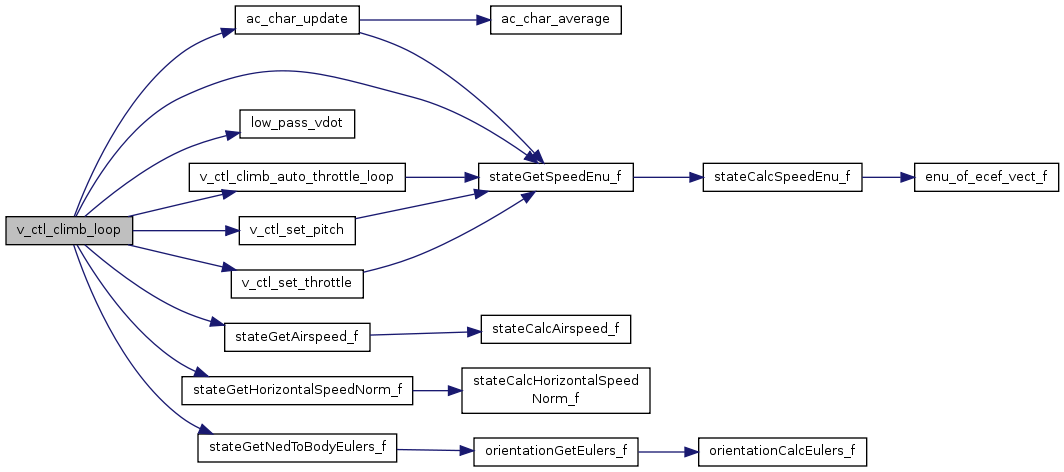 ac_char_update
ac_char_average
low_pass_vdot
v_ctl_climb_auto_throttle_loop
stateGetSpeedEnu_f
stateCalcSpeedEnu_f
enu_of_ecef_vect_f
v_ctl_climb_loop
v_ctl_set_pitch
v_ctl_set_throttle
stateGetAirspeed_f
stateCalcAirspeed_f
stateGetHorizontalSpeedNorm_f
stateCalcHorizontalSpeed
Norm_f
stateGetNedToBodyEulers_f
orientationGetEulers_f
orientationCalcEulers_f